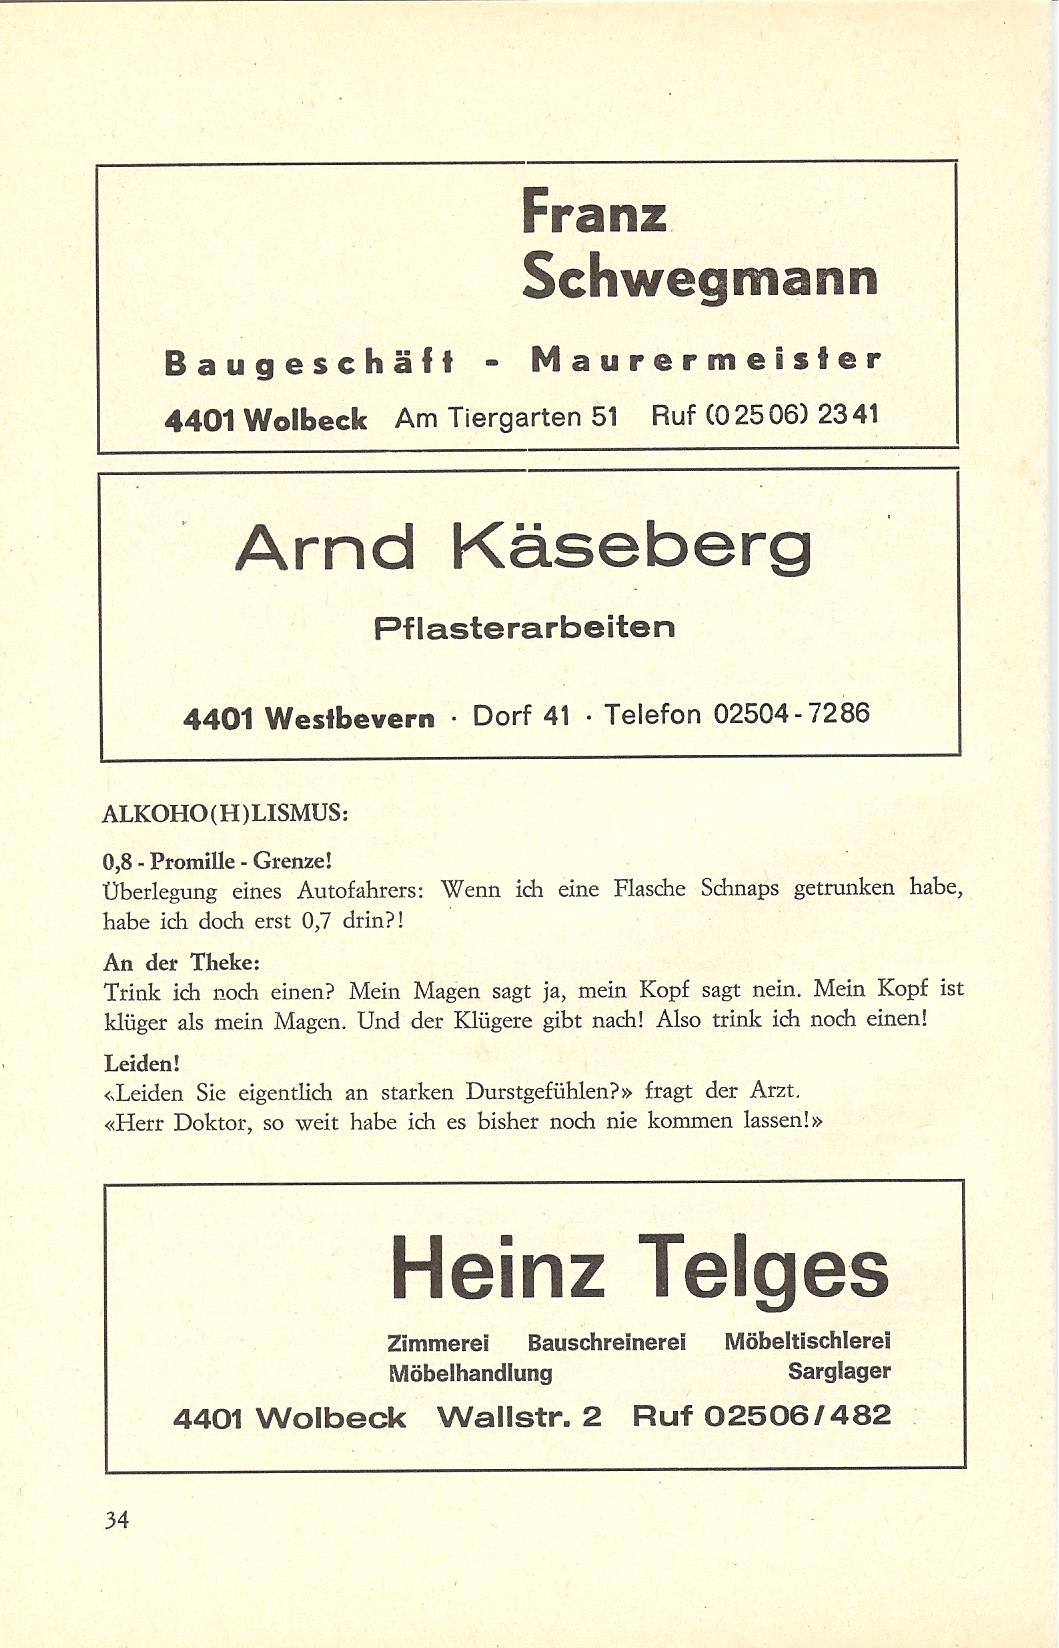 Franz
Schwegmann
Baugeschäft - Maurermeister
4401 Wolbeck Am Tiergarten 51 Ruf (0 25 06) 23 41
Arnd Käseberg
Pflasterarbeiten
4401 Westbevern · Dorf 41 · Telefon 02504-7286
ALKOHO(H)LISMUS:
0,8 - Promille - Grenze!
Überlegung eines Autofahrers: Wenn ich eine Flasche Schnaps getrunken habe,
habe ich doch erst 0,7 drin?!
An der Theke:
Trink ich noch einen? Mein Magen sagt ja, mein Kopf sagt nein. Mein Kopf ist
klüger als mein Magen. Und der Klügere gibt nach! Also trink ich noch einen!
Leiden!
«Leiden Sie eigentlich an starken Durstgefühlen?» fragt der Arzt.
«Herr Doktor, so weit habe ich es bisher noch nie kommen lassen!»
Heinz Telges
Zimmerei Bauschreinerei Möbeltischlerei
Möbelhandlung Sarglager
4401 Wolbeck Wallstr. 2 Ruf 02506/482
34